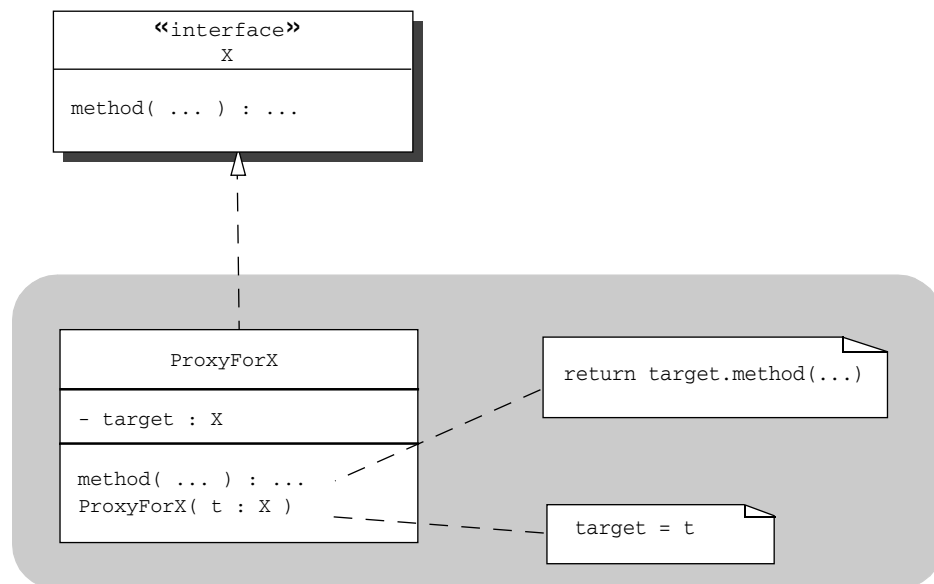 «interface»
X
method( ... ) : ...
ProxyForX
- target : X
method( ... ) : ...
ProxyForX( t : X )
return target.method(...)
target = t